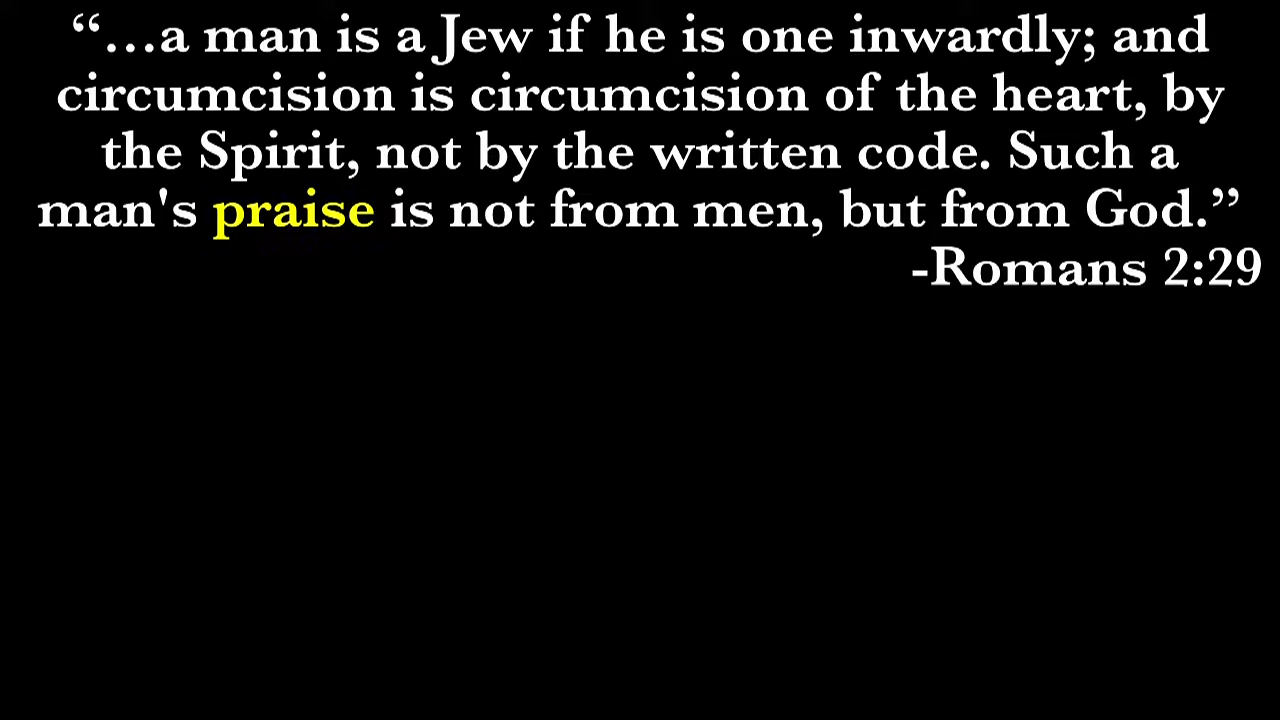 “…a man is a Jew if he is one inwardly; and
circumcision is circumcision of the heart, by
the Spirit, not by the written code. Such a
man's praise is not from men, but from God.”
-Romans 2:29